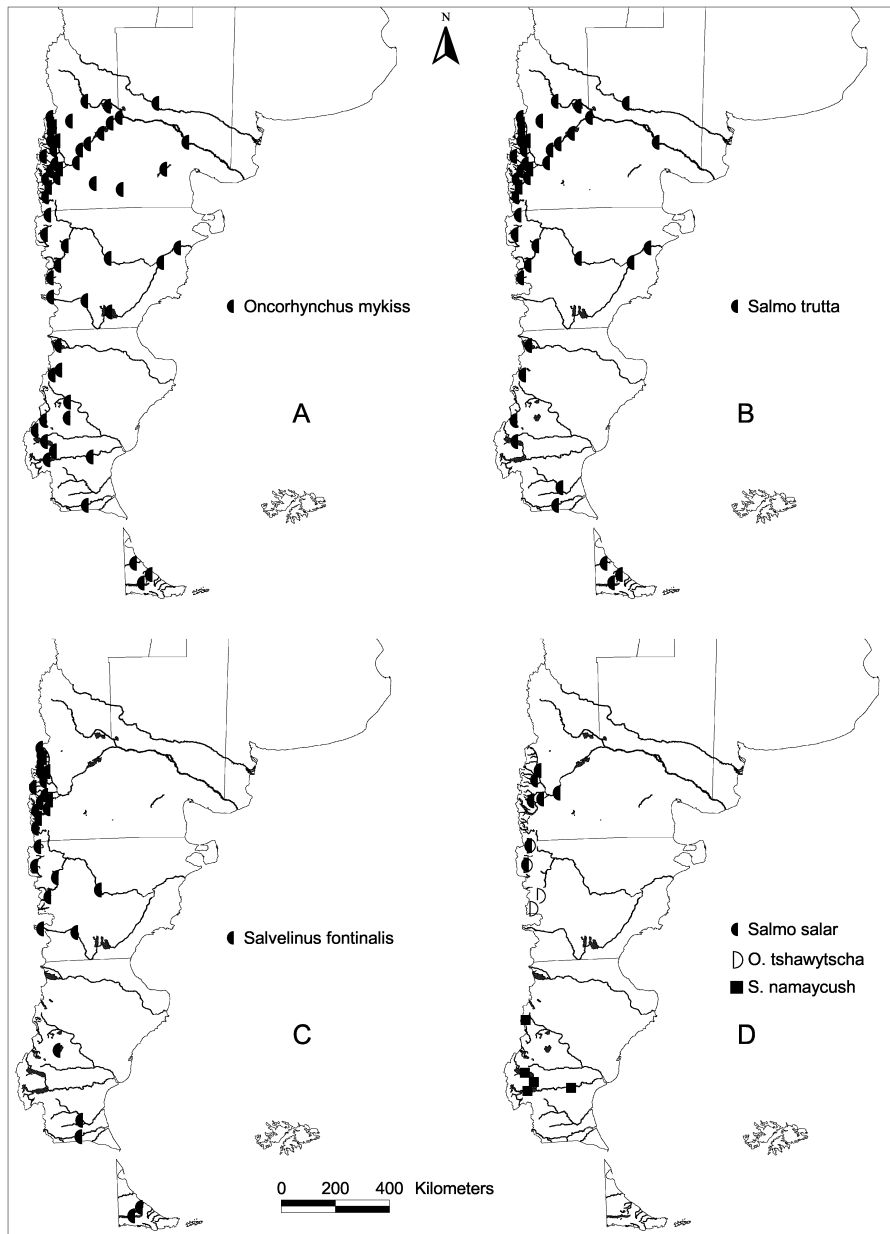 N
Oncorhynchus mykiss
Salmo trutta
A
B
Salvelinus fontinalis
Salmo salar
O. tshawytscha
S. namaycush
C
D
0 200 400 Kilometers